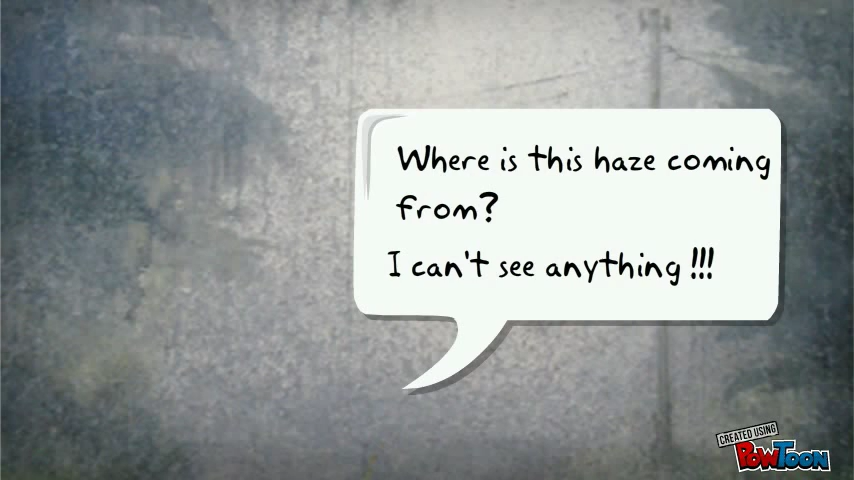 Where is this haze coming
from?
I can't see anything !!!
CREATED USING
PowToon